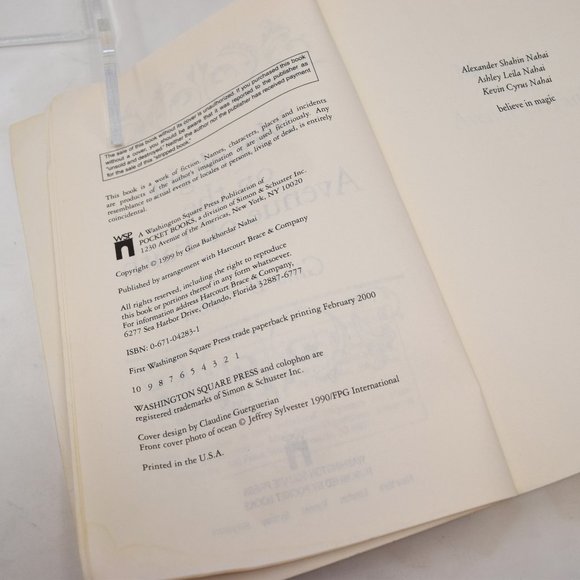 The sale of this book without its cover is unauthorized. If you purchased this book
without a cover, you should be aware that it was reported to the publisher as
"unsold and destroyed." Neither the author nor the publisher has received payment
for the sale of this "stripped book."
This book is a work of fiction. Names, characters, places and incidents
are products of the author's imagination or are used fictitiously. Any
resemblance to actual events or locales or persons, living or dead, is entirely
coincidental.
WSP
A Washington Square Press Publication of
POCKET BOOKS, a division of Simon & Schuster Inc.
1230 Avenue of the Americas, New York, NY 10020
Copyright © 1999 by Gina Barkhordar Nahai
Published by arrangement with Harcourt Brace & Company
All rights reserved, including the right to reproduce
this book or portions thereof in any form whatsoever.
For information address Harcourt Brace & Company,
6277 Sea Harbor Drive, Orlando, Florida 32887-6777
ISBN: 0-671-04283-1
First Washington Square Press trade paperback printing February 2000
10 9 8 7 6 5 4 3 2 1
WASHINGTON SQUARE PRESS and colophon are
registered trademarks of Simon & Schuster Inc.
Cover design by Claudine Guerguerian
Front cover photo of ocean © Jeffrey Sylvester 1990/FPG International
Printed in the U.S.A.
Alexander Shahin Nahai
Ashley Leila Nahai
Kevin Cyrus Nahai
believe in magic